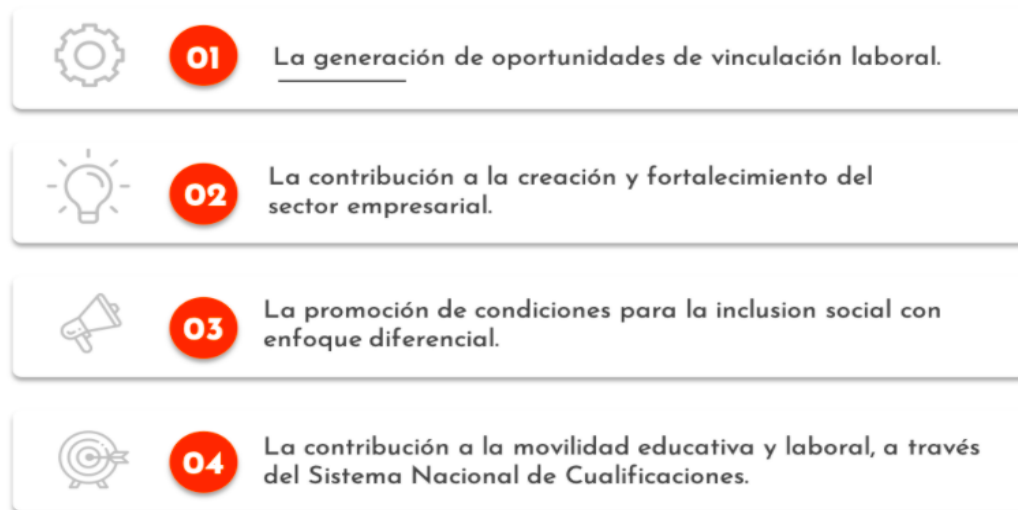 01
La generación de oportunidades de vinculación laboral.
02
La contribución a la creación y fortalecimiento del
sector empresarial.
03
La promoción de condiciones para la inclusion social con
enfoque diferencial.
04
La contribución a la movilidad educativa y laboral, a través
del Sistema Nacional de Cualificaciones.